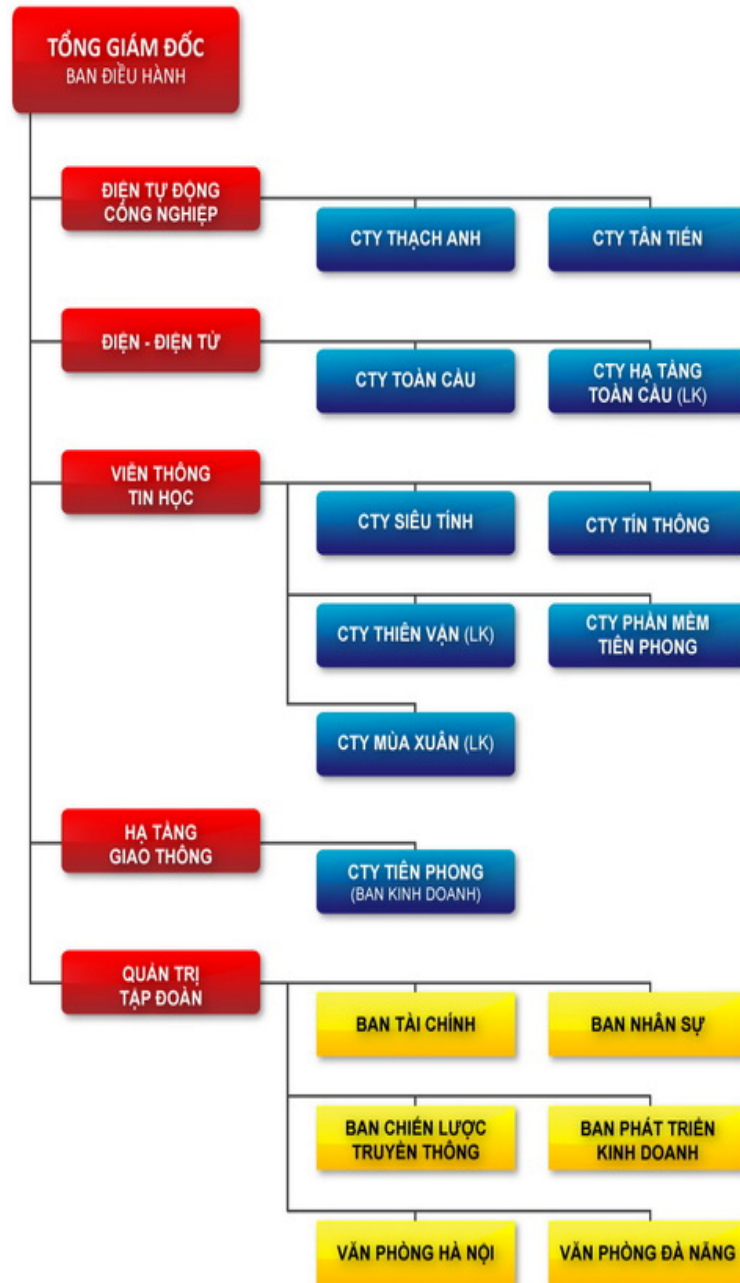 TỔNG GIÁM ĐỐC
BAN ĐIỀU HÀNH
ĐIỆN TỰ ĐỘNG
CÔNG NGHIỆP
CTY THẠCH ANH
CTY TÂN TIẾN
ĐIỆN - ĐIỆN TỬ
CTY TOÀN CẦU
CTY HẠ TẦNG
TOÀN CẦU (LK)
VIỄN THÔNG
TIN HỌC
CTY SIÊU TÍNH
CTY TÍN THÔNG
CTY THIÊN VẬN (LK)
CTY PHẦN MỀM
TIÊN PHONG
CTY MÙA XUÂN (LK)
HẠ TẦNG
GIAO THÔNG
CTY TIÊN PHONG
(BAN KINH DOANH)
QUẢN TRỊ
TẬP ĐOÀN
BAN TÀI CHÍNH
BAN NHÂN SỰ
BAN CHIẾN LƯỢC
TRUYỀN THÔNG
BAN PHÁT TRIỂN
KINH DOANH
VĂN PHÒNG HÀ NỘI
VĂN PHÒNG ĐÀ NẴNG